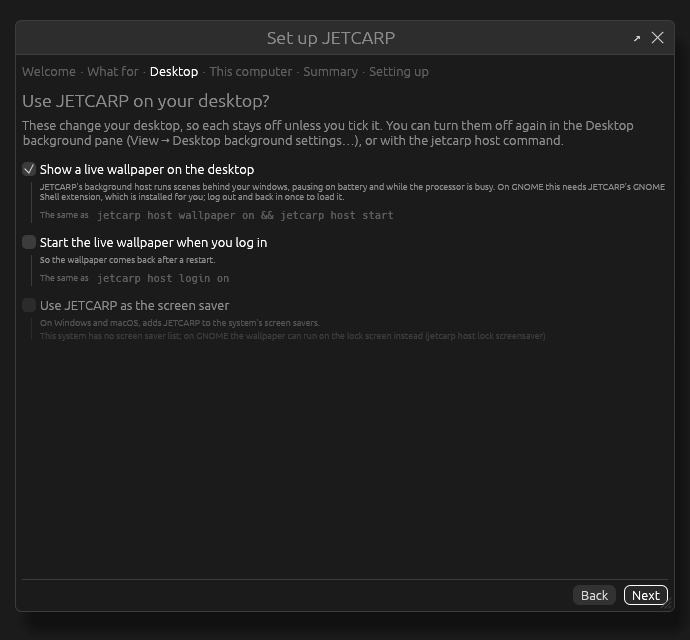 Set up JETCARP
Welcome · What for · Desktop · This computer · Summary · Setting up
Use JETCARP on your desktop?
These change your desktop, so each stays off unless you tick it. You can turn them off again in the Desktop
background pane (View → Desktop background settings…), or with the jetcarp host command.
Show a live wallpaper on the desktop
JETCARP's background host runs scenes behind your windows, pausing on battery and while the processor is busy. On GNOME this needs JETCARP's GNOME
Shell extension, which is installed for you; log out and back in once to load it.
The same as jetcarp host wallpaper on && jetcarp host start
Start the live wallpaper when you log in
So the wallpaper comes back after a restart.
The same as jetcarp host login on
Use JETCARP as the screen saver
On Windows and macOS, adds JETCARP to the system's screen savers.
This system has no screen saver list; on GNOME the wallpaper can run on the lock screen instead (jetcarp host lock screensaver)
Back Next